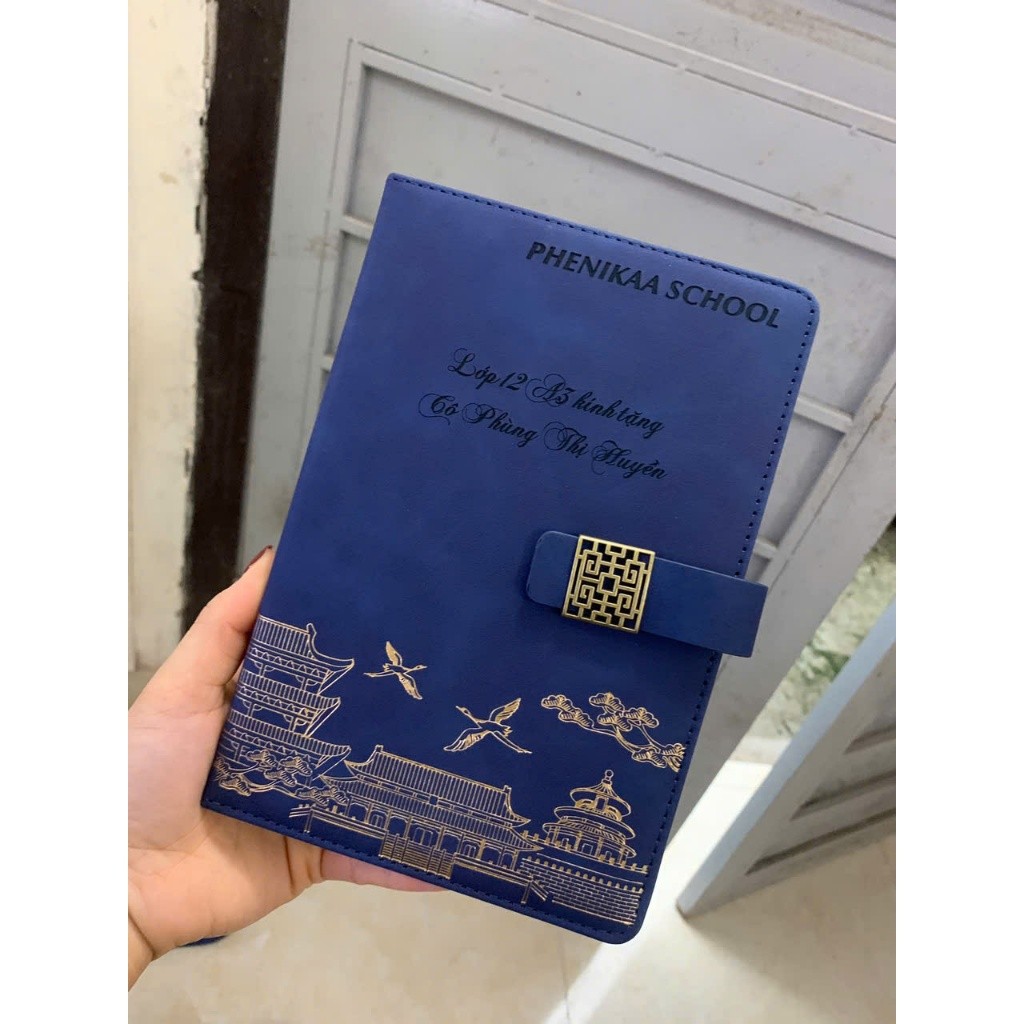 PHENIKAA SCHOOL
Lớp 12 A3 kính tặng
Cô Phùng Thị Huyền